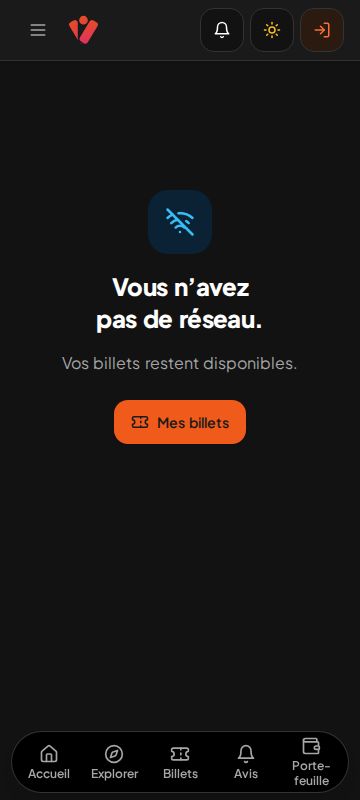 Vous n’avez
pas de réseau.
Vos billets restent disponibles.
Mes billets
Accueil
Explorer
Billets
Avis
Porte-
feuille